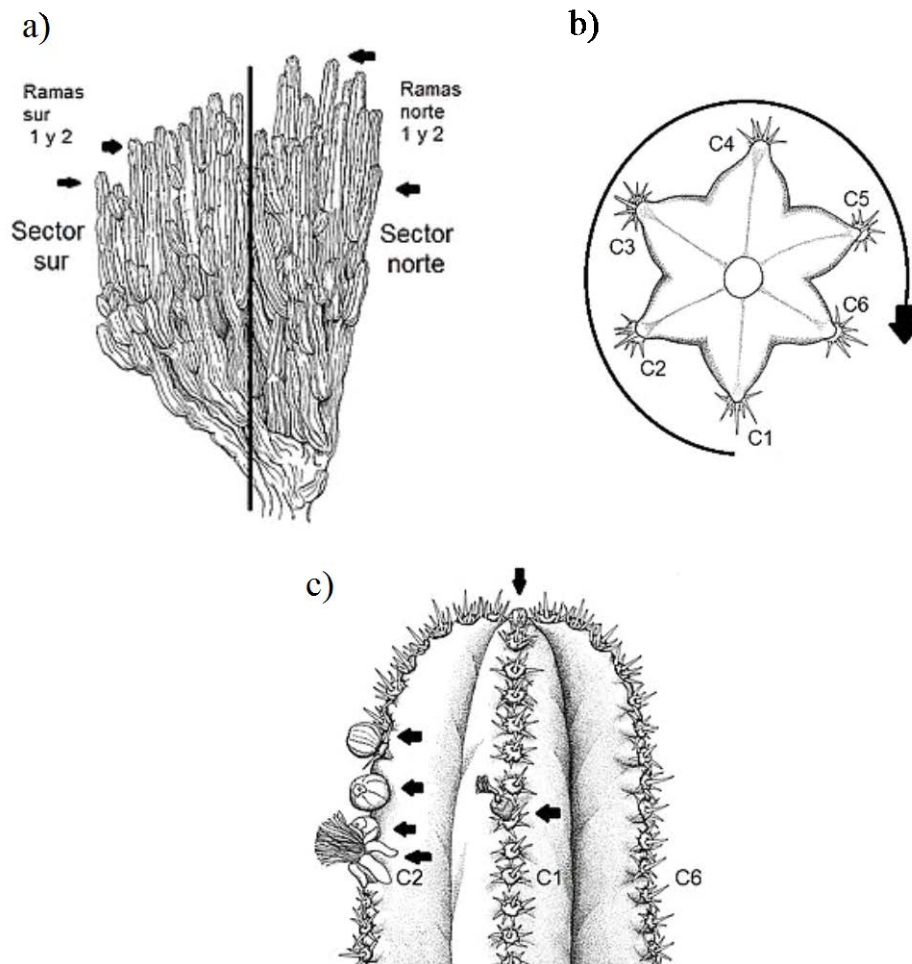 a)
Ramas
sur
1 y 2
Sector
sur
Ramas
norte
1 y 2
Sector
norte
b)
C4
C3
C5
C2
C6
C1
c)
C2
C1
C6